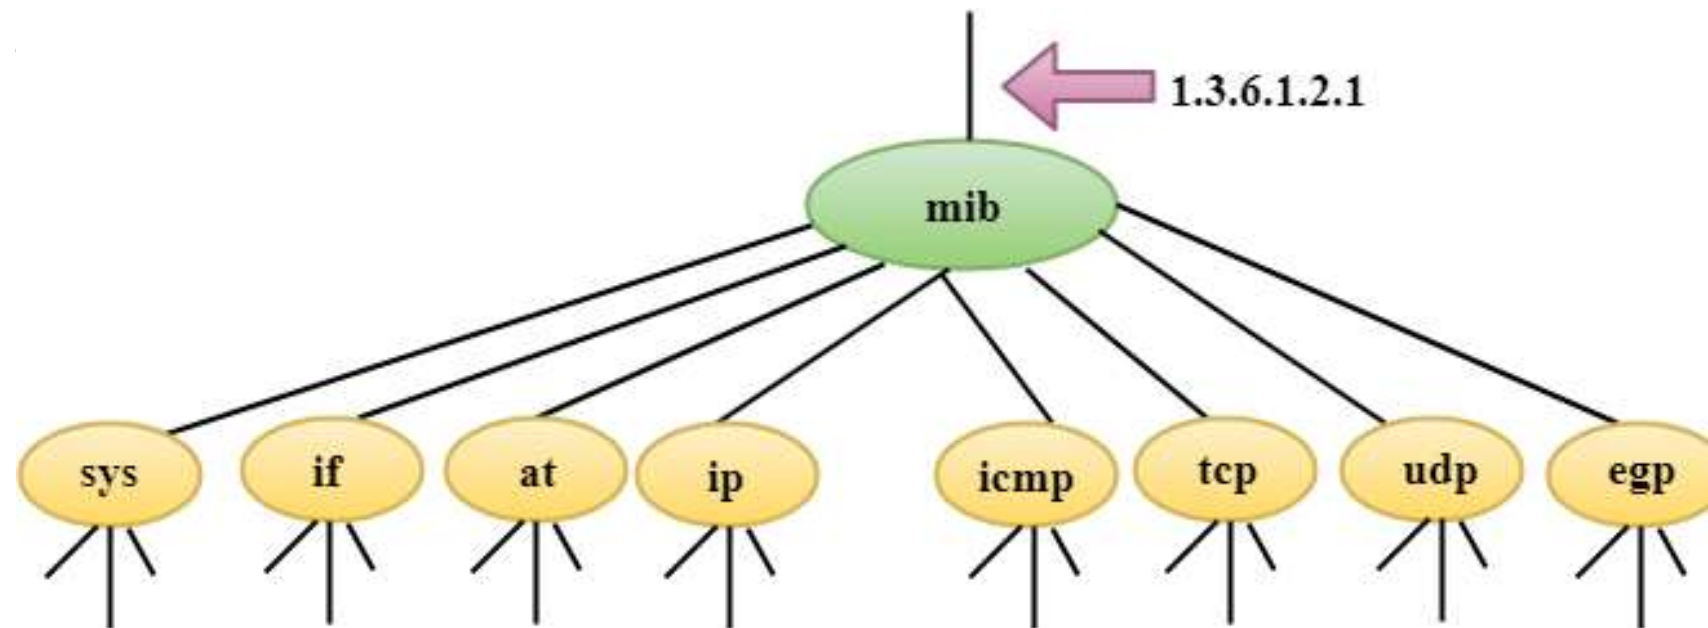 1.3.6.1.2.1
mib
sys if at ip icmp tcp udp egp